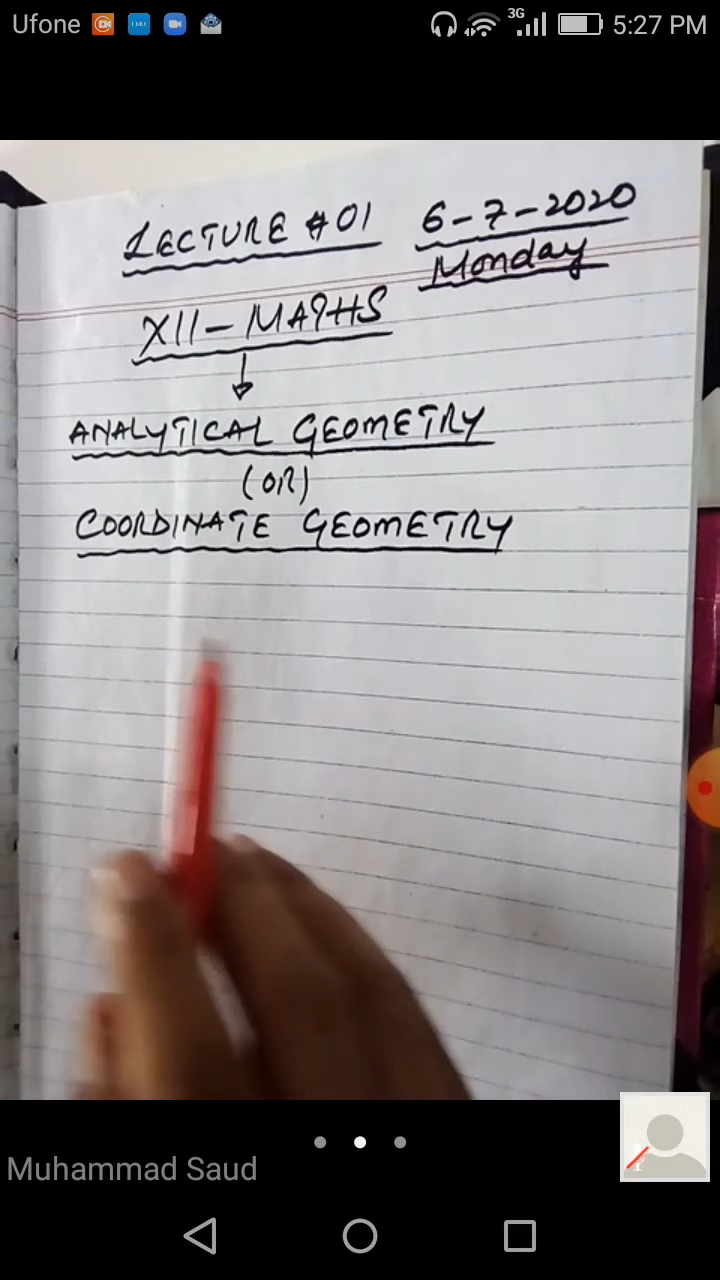 Ufone 3G 5:27 PM
LECTURE #01 6-7-2020
Monday
XII-MATHS
ANALYTICAL GEOMETRY
(OR)
COORDINATE GEOMETRY
Muhammad Saud